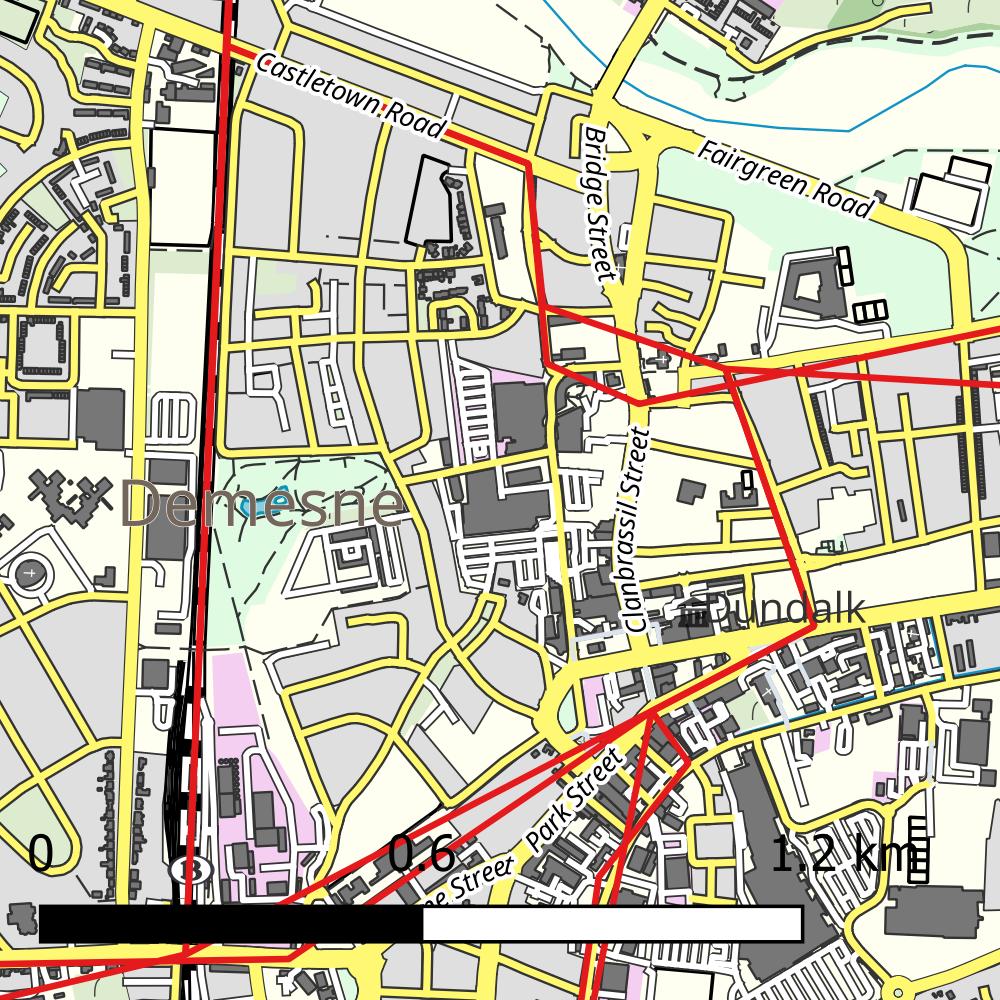 Castletown Road
Bridge Street
Fairgreen Road
Demesne
Clanbrassil Street
Dundalk
Park Street
ne Street
0
0.6
1.2 km